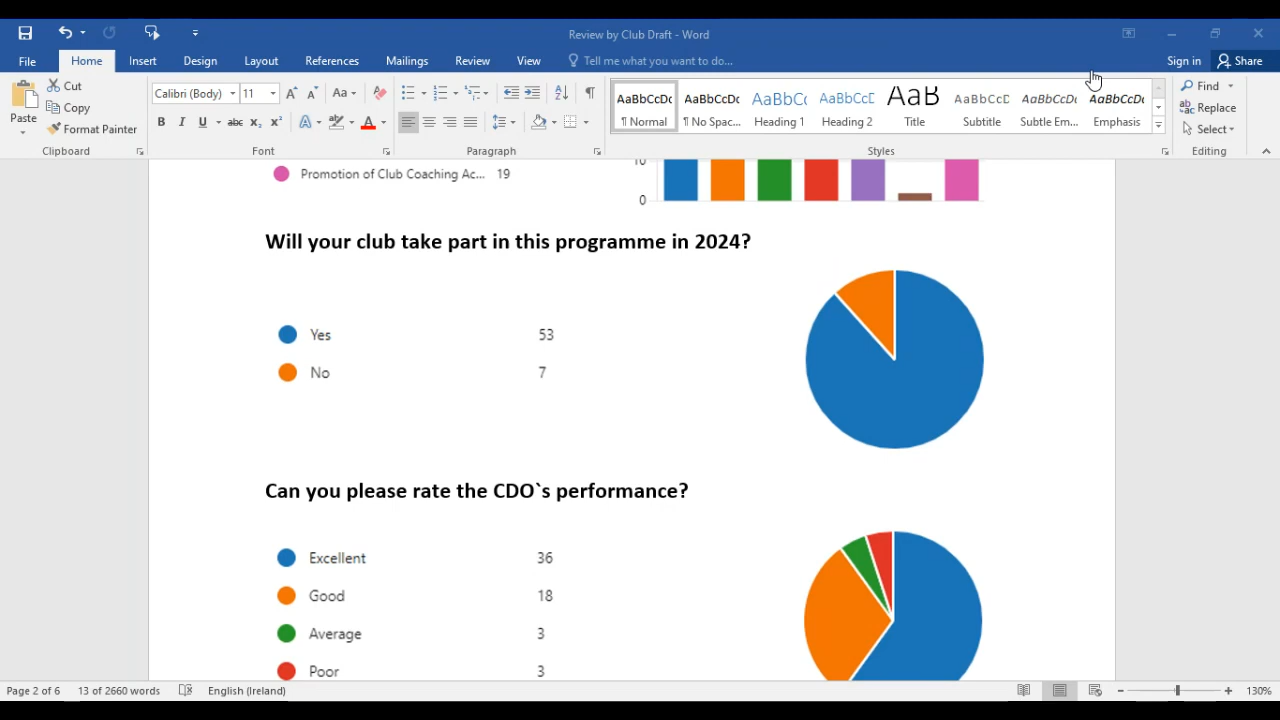 Review by Club Draft - Word
File Home Insert Design Layout References Mailings Review View Tell me what you want to do... Sign in Share
Paste Cut Copy Format Painter
Calibri (Body) 11
AaBbCcDc AaBbCcDc AaBbCc AaBbCcD AaB AaBbCcD AaBbCcDc AaBbCcDc
¶ Normal ¶ No Spac... Heading 1 Heading 2 Title Subtitle Subtle Em... Emphasis
Find Replace Select
Clipboard Font Paragraph Styles Editing
Promotion of Club Coaching Ac... 19
10
0
Will your club take part in this programme in 2024?
Yes 53
No 7
Can you please rate the CDO`s performance?
Excellent 36
Good 18
Average 3
Poor 3
Page 2 of 6 13 of 2660 words English (Ireland) 130%